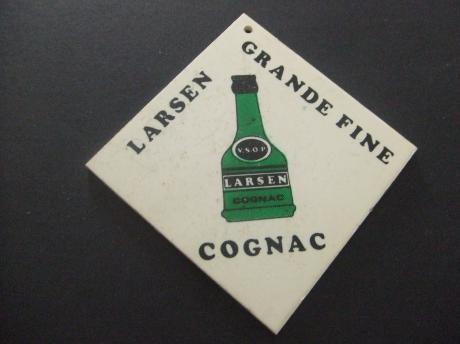 LARSEN
GRANDE FINE
V.S.O.P
LARSEN
COGNAC
COGNAC